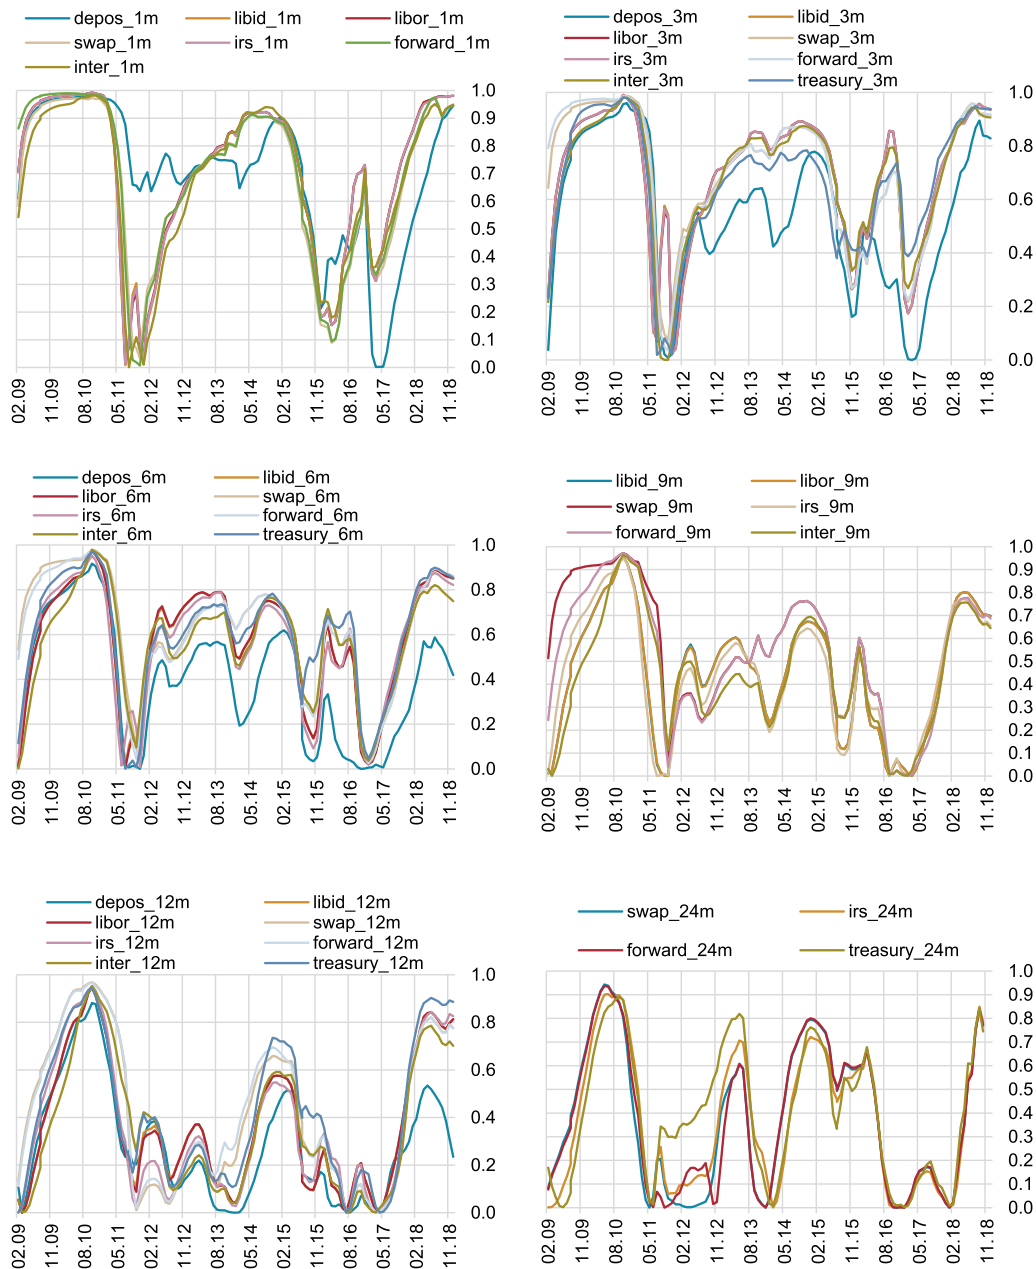 depos_1m libid_1m libor_1m
swap_1m irs_1m forward_1m
inter_1m
1.0
0.9
0.8
0.7
0.6
0.5
0.4
0.3
0.2
0.1
0.0
02.09 11.09 08.10 05.11 02.12 11.12 08.13 05.14 02.15 11.15 08.16 05.17 02.18 11.18
depos_3m libid_3m
libor_3m swap_3m
irs_3m forward_3m
inter_3m treasury_3m
1.0
0.8
0.6
0.4
0.2
0.0
02.09 11.09 08.10 05.11 02.12 11.12 08.13 05.14 02.15 11.15 08.16 05.17 02.18 11.18
depos_6m libid_6m
libor_6m swap_6m
irs_6m forward_6m
inter_6m treasury_6m
1.0
0.8
0.6
0.4
0.2
0.0
02.09 11.09 08.10 05.11 02.12 11.12 08.13 05.14 02.15 11.15 08.16 05.17 02.18 11.18
libid_9m libor_9m
swap_9m irs_9m
forward_9m inter_9m
1.0
0.9
0.8
0.7
0.6
0.5
0.4
0.3
0.2
0.1
0.0
02.09 11.09 08.10 05.11 02.12 11.12 08.13 05.14 02.15 11.15 08.16 05.17 02.18 11.18
depos_12m libid_12m
libor_12m swap_12m
irs_12m forward_12m
inter_12m treasury_12m
1.0
0.8
0.6
0.4
0.2
0.0
02.09 11.09 08.10 05.11 02.12 11.12 08.13 05.14 02.15 11.15 08.16 05.17 02.18 11.18
swap_24m irs_24m
forward_24m treasury_24m
1.0
0.9
0.8
0.7
0.6
0.5
0.4
0.3
0.2
0.1
0.0
02.09 11.09 08.10 05.11 02.12 11.12 08.13 05.14 02.15 11.15 08.16 05.17 02.18 11.18